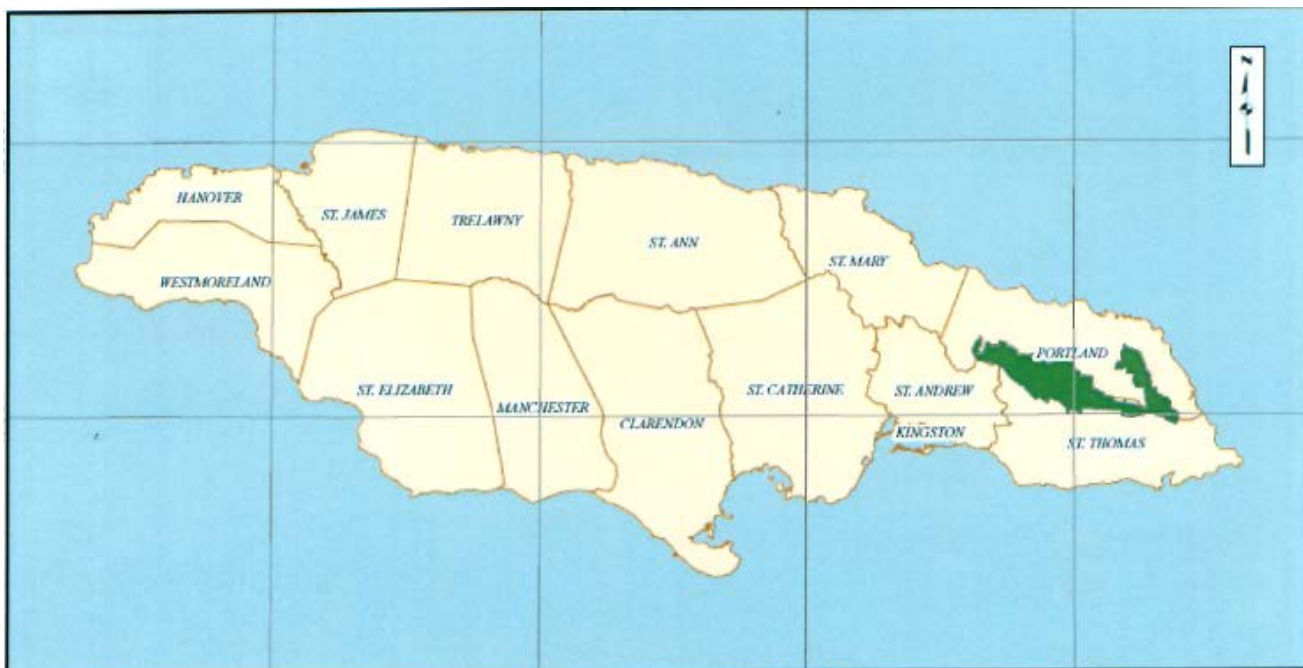 N
HANOVER
ST. JAMES
TRELAWNY
ST. ANN
ST. MARY
WESTMORELAND
PORTLAND
ST. ELIZABETH
MANCHESTER
CLARENDON
ST. CATHERINE
ST. ANDREW
KINGSTON
ST. THOMAS